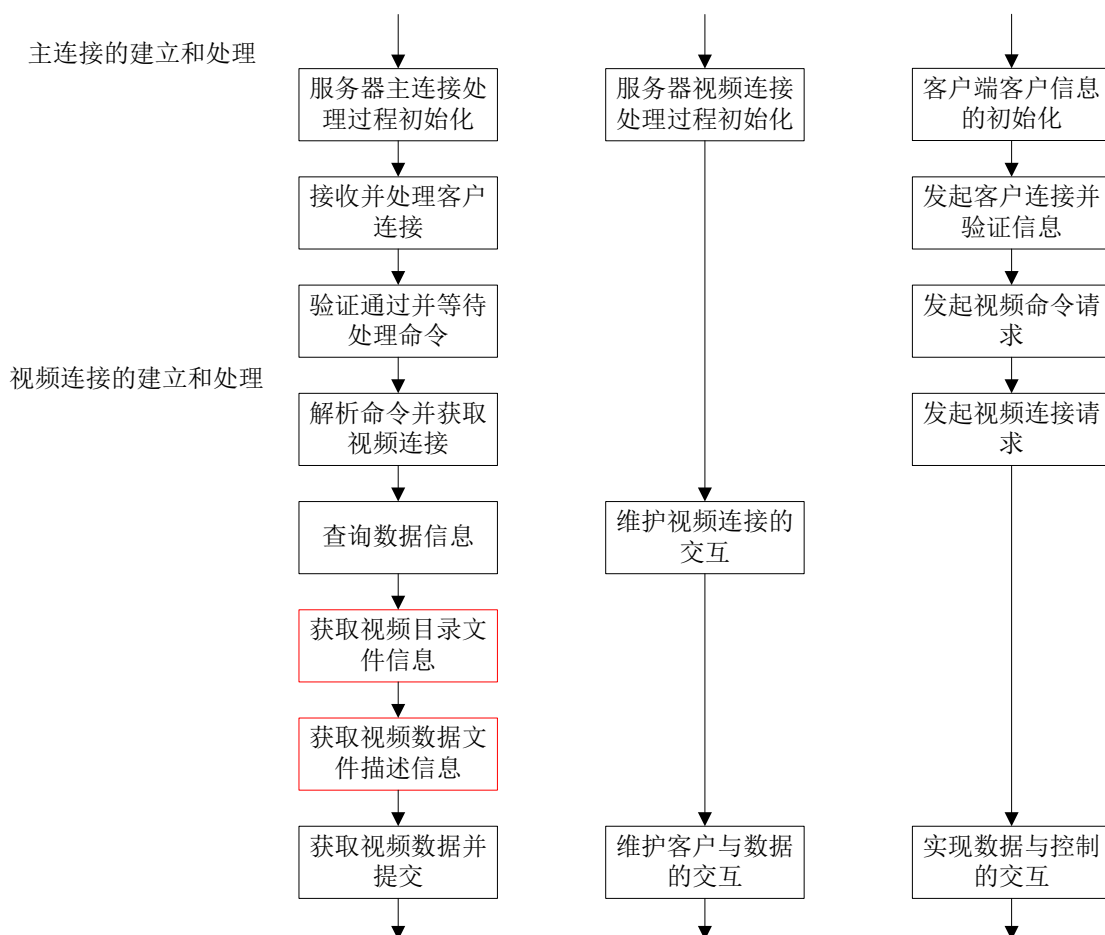 主连接的建立和处理
服务器主连接处
理过程初始化
服务器视频连接
处理过程初始化
客户端客户信息
的初始化
接收并处理客户
连接
发起客户连接并
验证信息
验证通过并等待
处理命令
发起视频命令请
求
视频连接的建立和处理
解析命令并获取
视频连接
发起视频连接请
求
查询数据信息
维护视频连接的
交互
获取视频目录文
件信息
获取视频数据文
件描述信息
获取视频数据并
提交
维护客户与数据
的交互
实现数据与控制
的交互